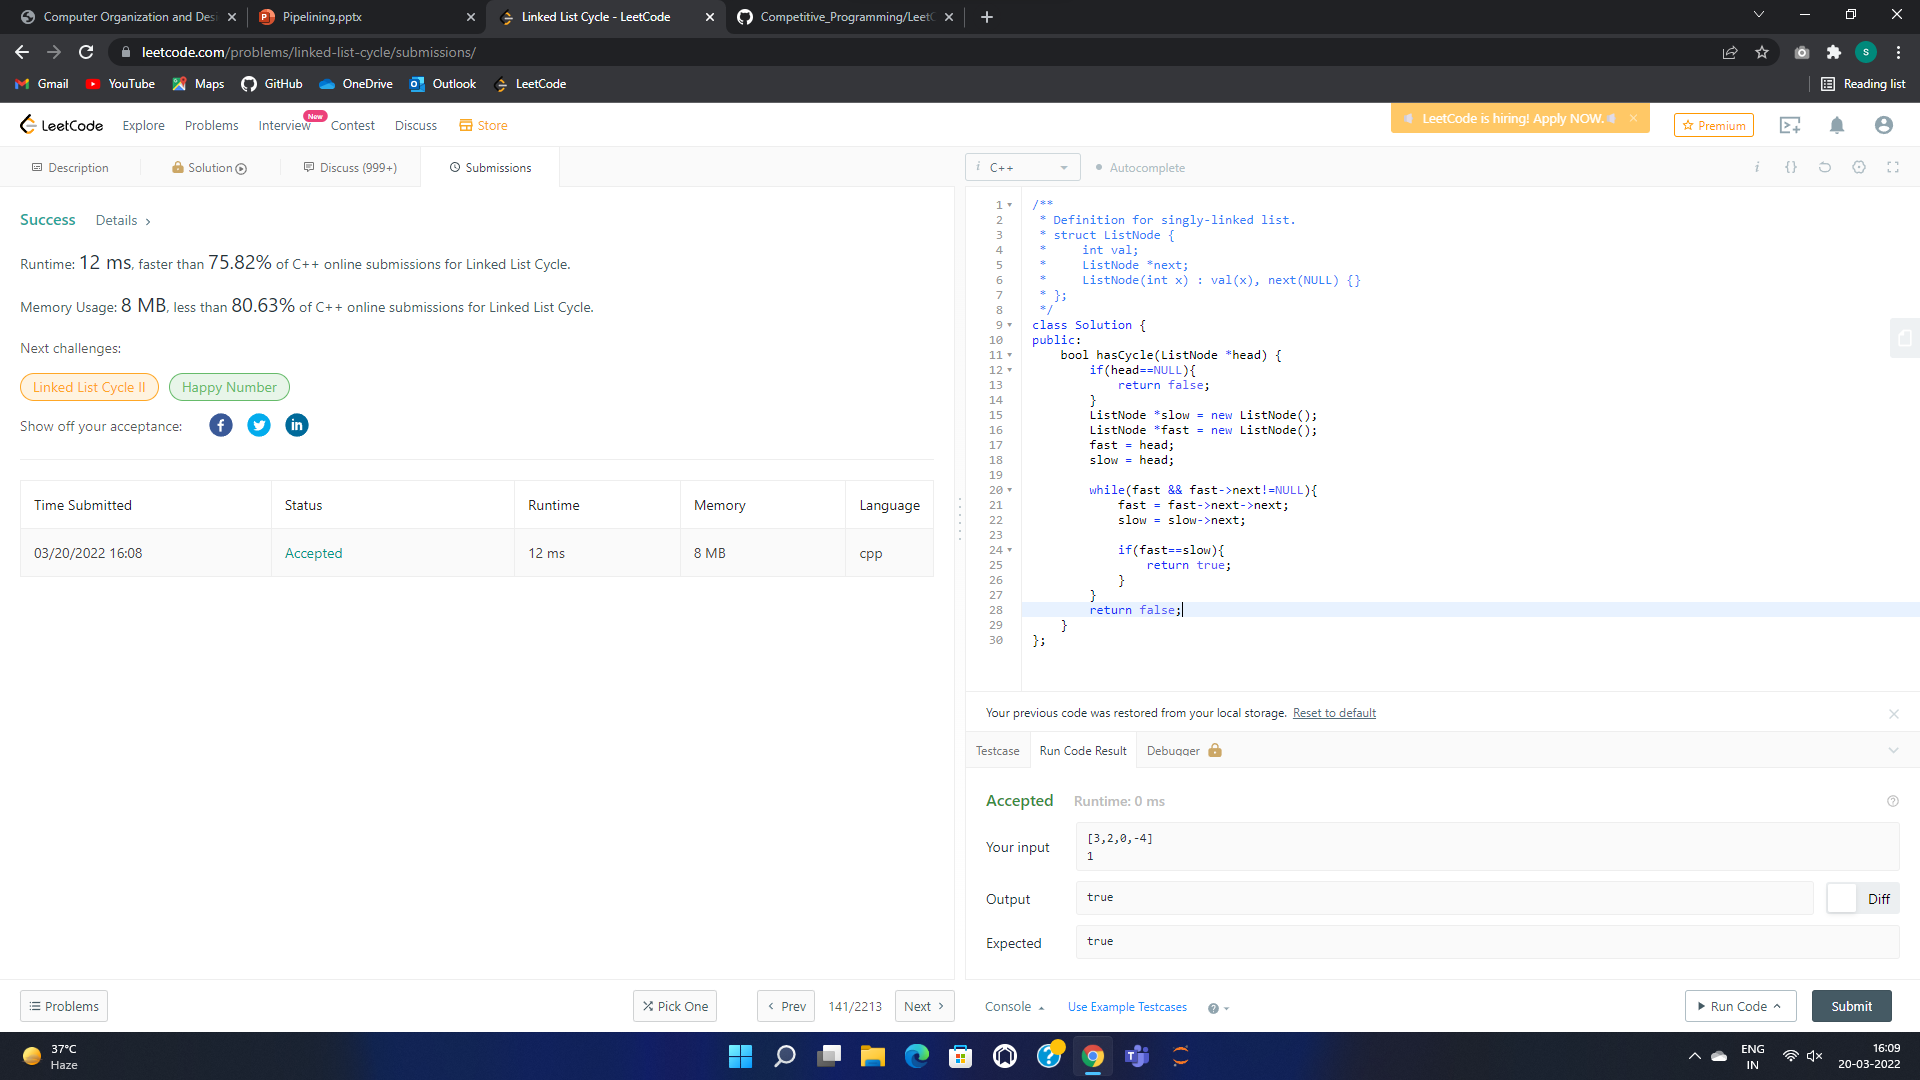 Computer Organization and Des
Pipelining.pptx
Linked List Cycle - LeetCode
Competitive_Programming/LeetC
leetcode.com/problems/linked-list-cycle/submissions/
S
Gmail
YouTube
Maps
GitHub
OneDrive
Outlook
LeetCode
Reading list
LeetCode
Explore
Problems
Interview
New
Contest
Discuss
Store
LeetCode is hiring! Apply NOW.
Premium
Description
Solution
Discuss (999+)
Submissions
i C++
Autocomplete
i {}
Success
Details >
Runtime: 12 ms, faster than 75.82% of C++ online submissions for Linked List Cycle.
Memory Usage: 8 MB, less than 80.63% of C++ online submissions for Linked List Cycle.
Next challenges:
Linked List Cycle II
Happy Number
Show off your acceptance:
Time Submitted Status Runtime Memory Language
03/20/2022 16:08 Accepted 12 ms 8 MB cpp
1 /**
2  * Definition for singly-linked list.
3  * struct ListNode {
4  *     int val;
5  *     ListNode *next;
6  *     ListNode(int x) : val(x), next(NULL) {}
7  * };
8  */
9 class Solution {
10 public:
11     bool hasCycle(ListNode *head) {
12         if(head==NULL){
13             return false;
14         }
15         ListNode *slow = new ListNode();
16         ListNode *fast = new ListNode();
17         fast = head;
18         slow = head;
19
20         while(fast && fast->next!=NULL){
21             fast = fast->next->next;
22             slow = slow->next;
23
24             if(fast==slow){
25                 return true;
26             }
27         }
28         return false;
29     }
30 };
Your previous code was restored from your local storage. Reset to default
Testcase
Run Code Result
Debugger
Accepted Runtime: 0 ms
Your input
[3,2,0,-4]
1
Output
true
Diff
Expected
true
Problems
Pick One
< Prev
141/2213
Next >
Console
Use Example Testcases
Run Code
Submit
37°C
Haze
ENG
IN
16:09
20-03-2022